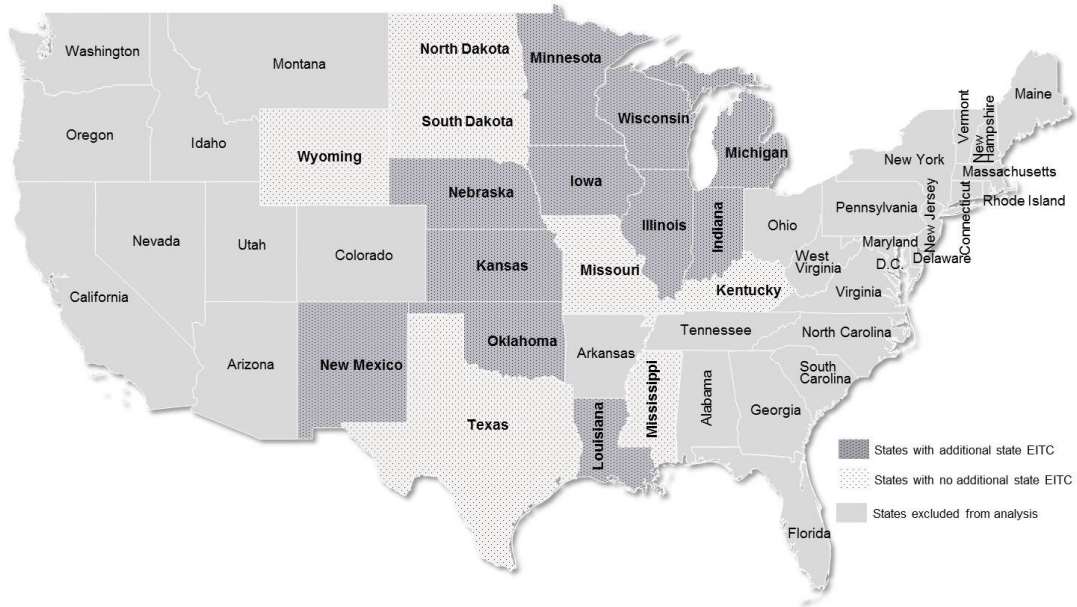 Washington
Oregon
California
Nevada
Idaho
Montana
Wyoming
Utah
Arizona
Colorado
New Mexico
North Dakota
South Dakota
Nebraska
Kansas
Oklahoma
Texas
Minnesota
Iowa
Missouri
Arkansas
Louisiana
Wisconsin
Illinois
Michigan
Indiana
Ohio
Kentucky
Tennessee
Mississippi
Alabama
Georgia
Florida
South
Carolina
North Carolina
Virginia
West
Virginia
D.C.
Maryland
Delaware
Pennsylvania
New Jersey
New York
Connecticut
Rhode Island
Massachusetts
Vermont
New
Hampshire
Maine
States with additional state EITC
States with no additional state EITC
States excluded from analysis